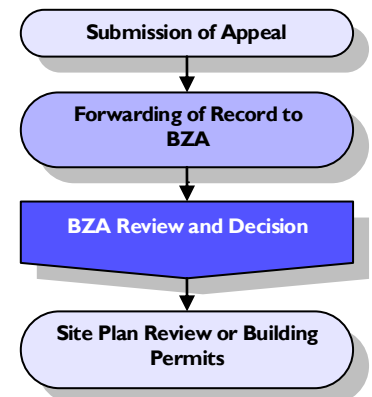 Submission of Appeal
Forwarding of Record to
BZA
BZA Review and Decision
Site Plan Review or Building
Permits